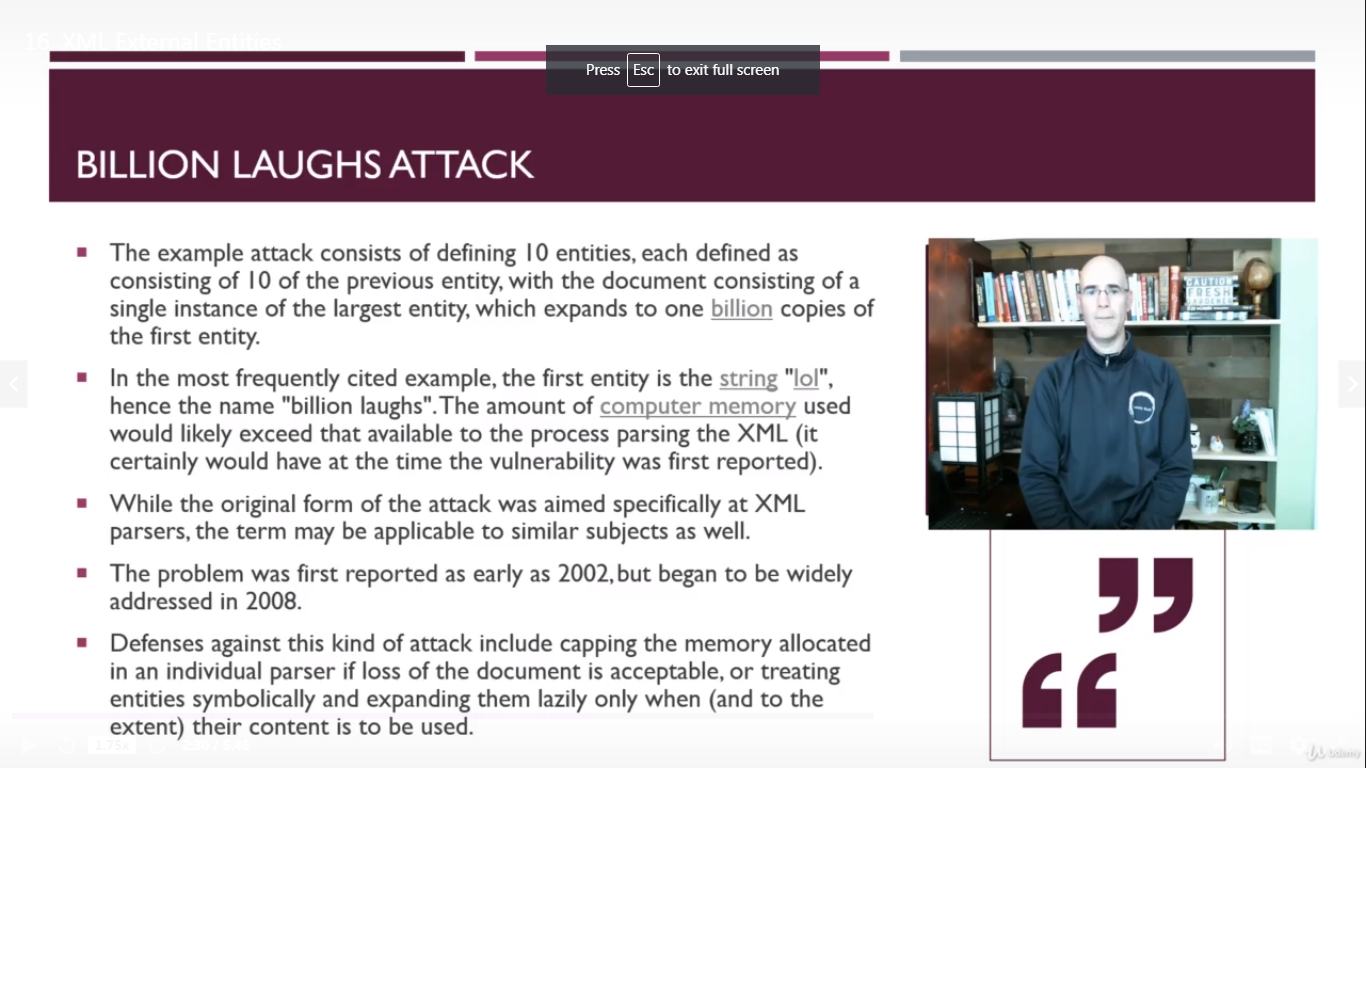 16. XML External Entities
Press Esc to exit full screen
BILLION LAUGHS ATTACK
The example attack consists of defining 10 entities, each defined as
consisting of 10 of the previous entity, with the document consisting of a
single instance of the largest entity, which expands to one billion copies of
the first entity.
In the most frequently cited example, the first entity is the string "lol",
hence the name "billion laughs". The amount of computer memory used
would likely exceed that available to the process parsing the XML (it
certainly would have at the time the vulnerability was first reported).
While the original form of the attack was aimed specifically at XML
parsers, the term may be applicable to similar subjects as well.
The problem was first reported as early as 2002, but began to be widely
addressed in 2008.
Defenses against this kind of attack include capping the memory allocated
in an individual parser if loss of the document is acceptable, or treating
entities symbolically and expanding them lazily only when (and to the
extent) their content is to be used.
CAUTION
FRESH
”
“
1.75x
Udemy